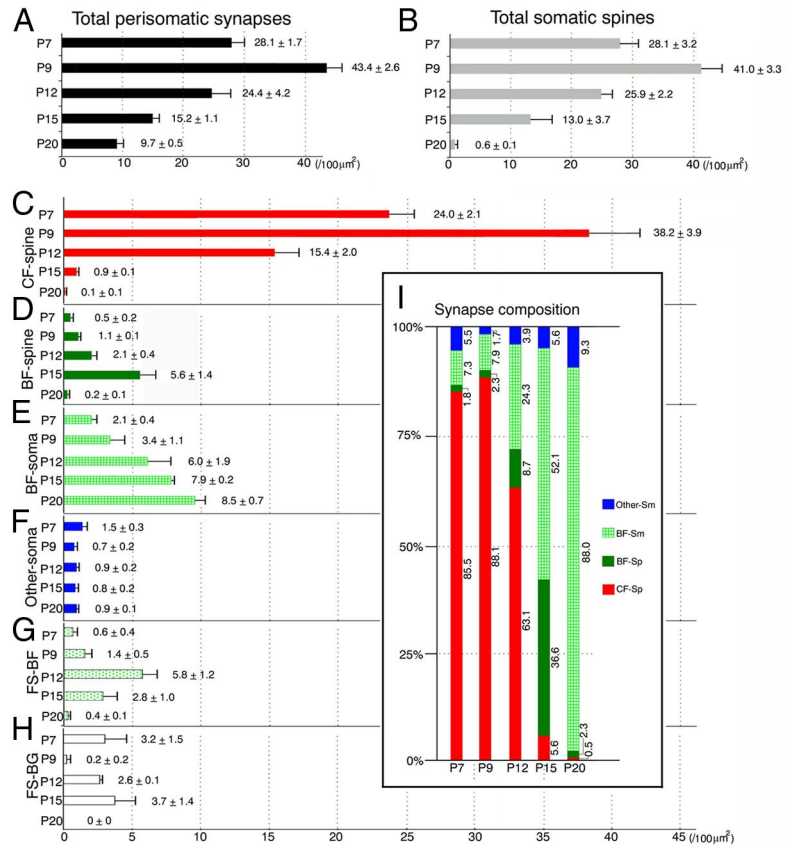 A Total perisomatic synapses
P7 28.1 ± 1.7
P9 43.4 ± 2.6
P12 24.4 ± 4.2
P15 15.2 ± 1.1
P20 9.7 ± 0.5
0 10 20 30 40 (/100μm²)
B Total somatic spines
P7 28.1 ± 3.2
P9 41.0 ± 3.3
P12 25.9 ± 2.2
P15 13.0 ± 3.7
P20 0.6 ± 0.1
0 10 20 30 40 (/100μm²)
C CF-spine
P7 24.0 ± 2.1
P9 38.2 ± 3.9
P12 15.4 ± 2.0
P15 0.9 ± 0.1
P20 0.1 ± 0.1
D BF-spine
P7 0.5 ± 0.2
P9 1.1 ± 0.1
P12 2.1 ± 0.4
P15 5.6 ± 1.4
P20 0.2 ± 0.1
E BF-soma
P7 2.1 ± 0.4
P9 3.4 ± 1.1
P12 6.0 ± 1.9
P15 7.9 ± 0.2
P20 8.5 ± 0.7
F Other-soma
P7 1.5 ± 0.3
P9 0.7 ± 0.2
P12 0.9 ± 0.2
P15 0.8 ± 0.2
P20 0.9 ± 0.1
G FS-BF
P7 0.6 ± 0.4
P9 1.4 ± 0.5
P12 5.8 ± 1.2
P15 2.8 ± 1.0
P20 0.4 ± 0.1
H FS-BG
P7 3.2 ± 1.5
P9 0.2 ± 0.2
P12 2.6 ± 0.1
P15 3.7 ± 1.4
P20 0 ± 0
0 5 10 15 20 25 30 35 40 45 (/100μm²)
I Synapse composition
100%
75%
50%
25%
0%
5.5 7.3 1.8 85.5
1.7 7.9 2.3 88.1
3.9 24.3 8.7 63.1
5.6 52.1 36.6 5.6
9.3 88.0 2.3 0.5
P7 P9 P12 P15 P20
Other-Sm
BF-Sm
BF-Sp
CF-Sp